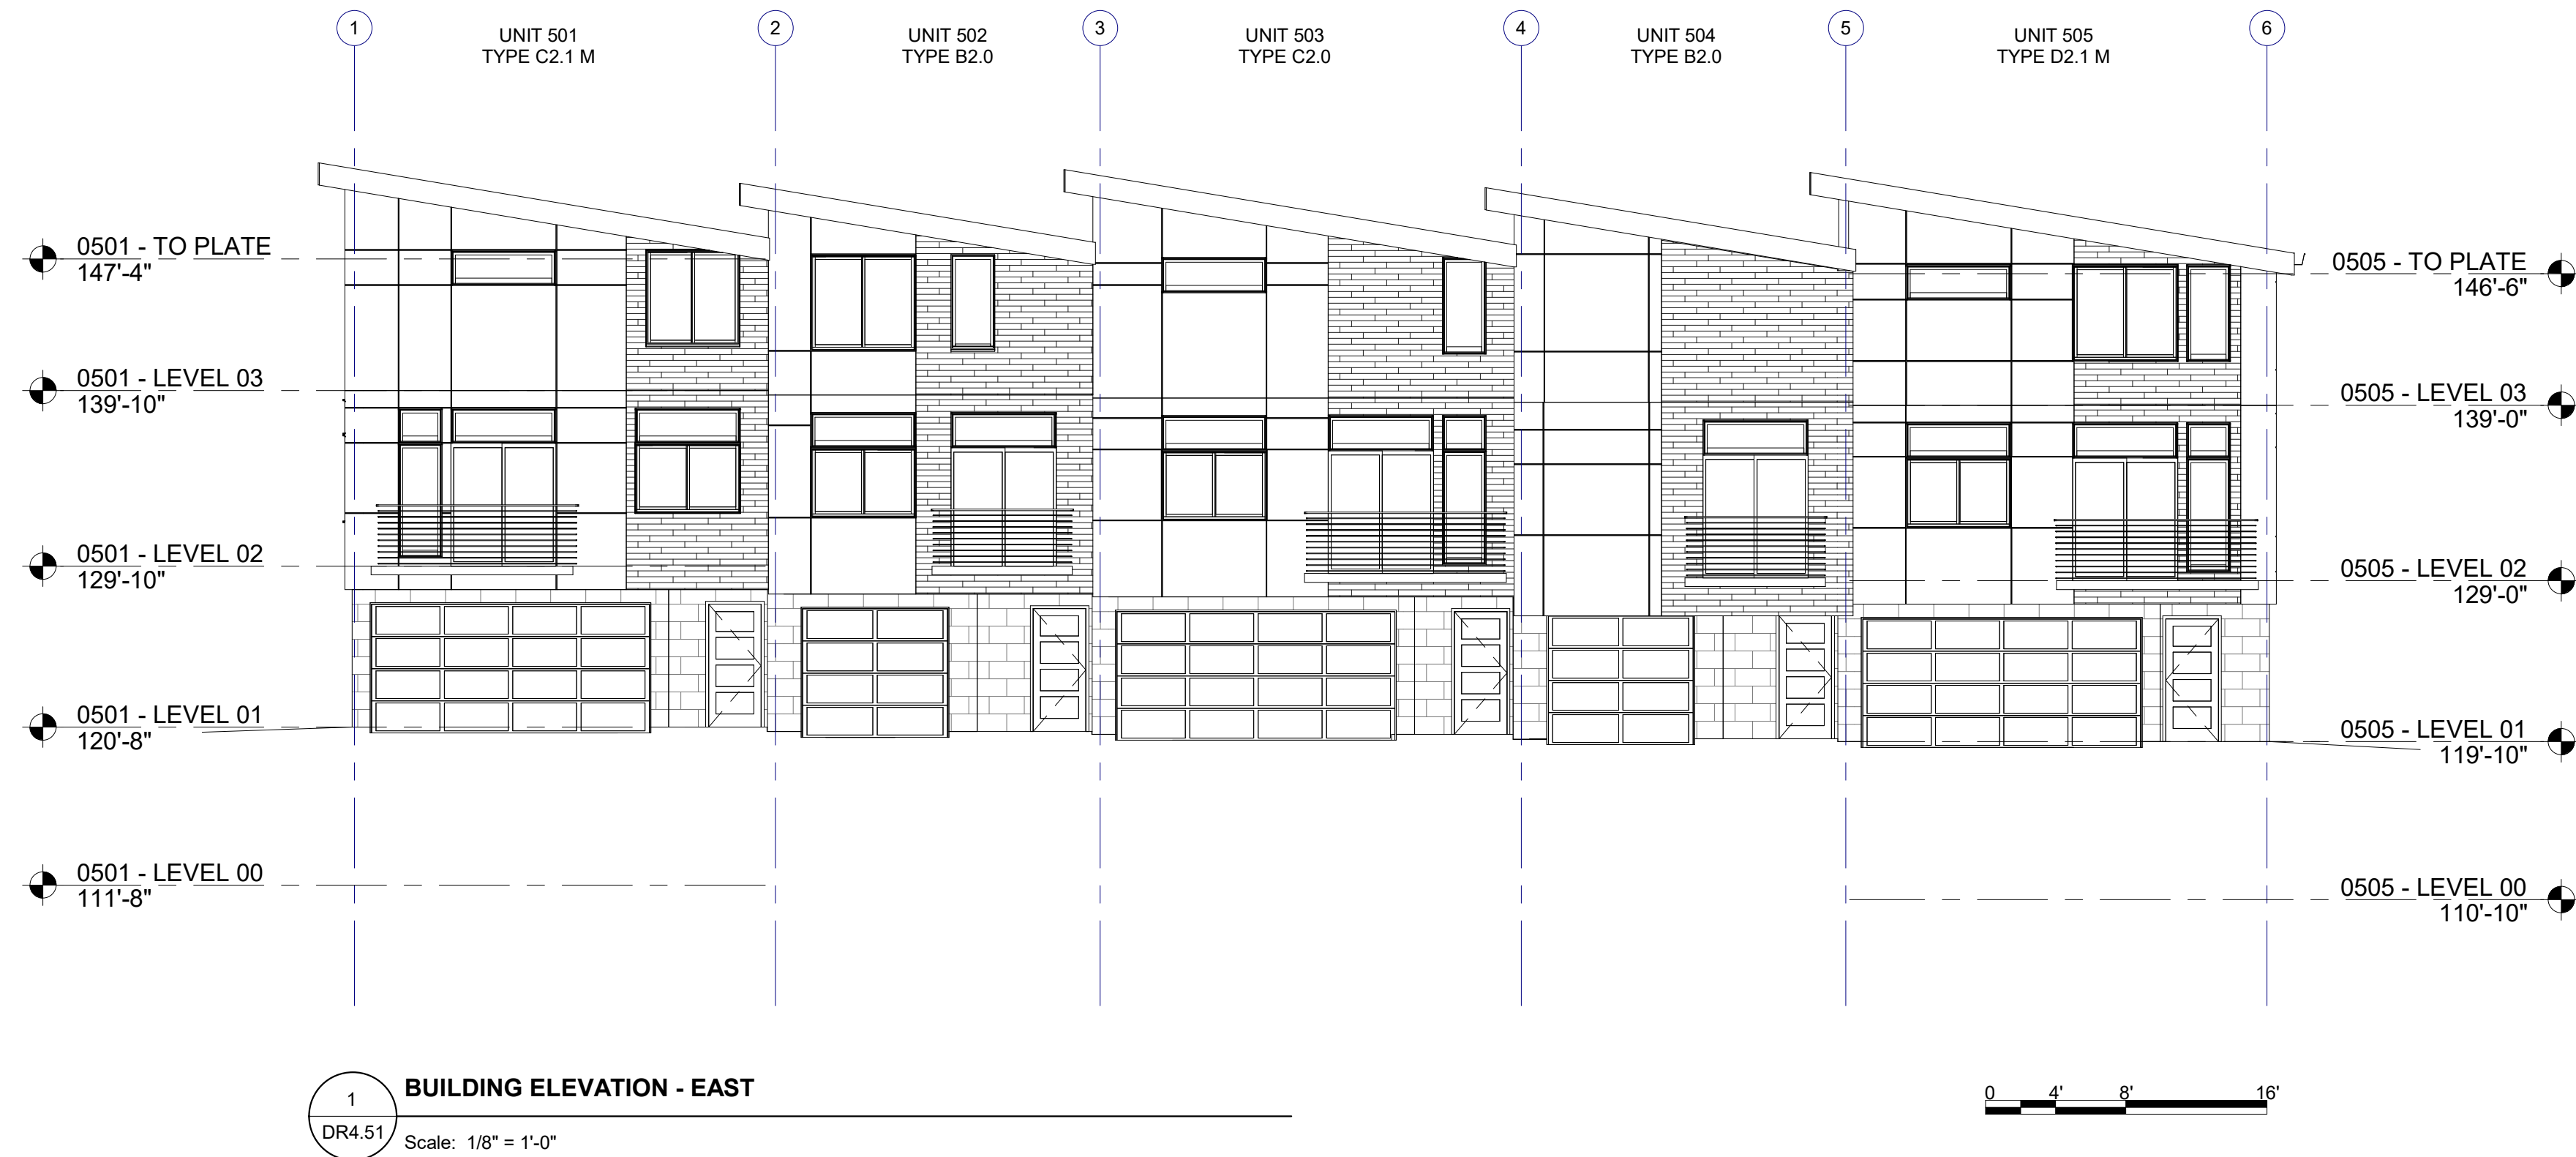 1
UNIT 501
TYPE C2.1 M
2
UNIT 502
TYPE B2.0
3
UNIT 503
TYPE C2.0
4
UNIT 504
TYPE B2.0
5
UNIT 505
TYPE D2.1 M
6
0501 - TO PLATE
147'-4"
0501 - LEVEL 03
139'-10"
0501 - LEVEL 02
129'-10"
0501 - LEVEL 01
120'-8"
0501 - LEVEL 00
111'-8"
0505 - TO PLATE
146'-6"
0505 - LEVEL 03
139'-0"
0505 - LEVEL 02
129'-0"
0505 - LEVEL 01
119'-10"
0505 - LEVEL 00
110'-10"
1
DR4.51
BUILDING ELEVATION - EAST
Scale: 1/8" = 1'-0"
0 4' 8' 16'